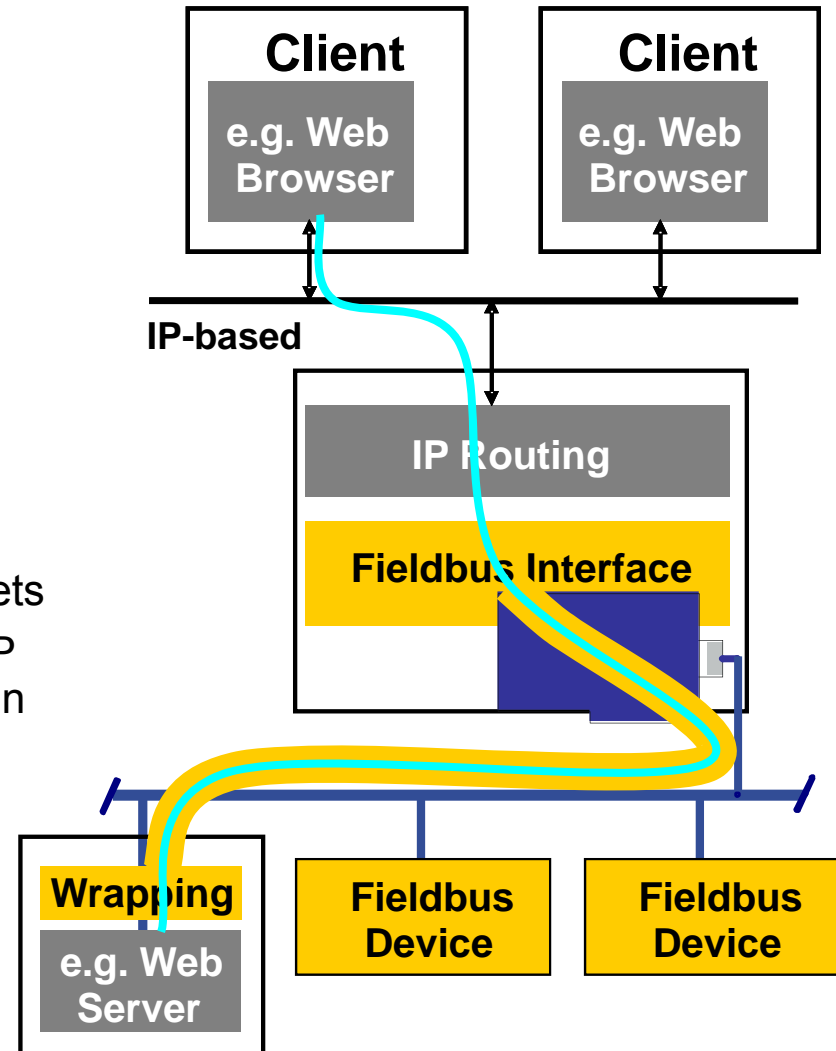 Client
Client
e.g. Web
Browser
e.g. Web
Browser
IP-based
IP Routing
Fieldbus Interface
ets
P
n
Wrapping
e.g. Web
Server
Fieldbus
Device
Fieldbus
Device